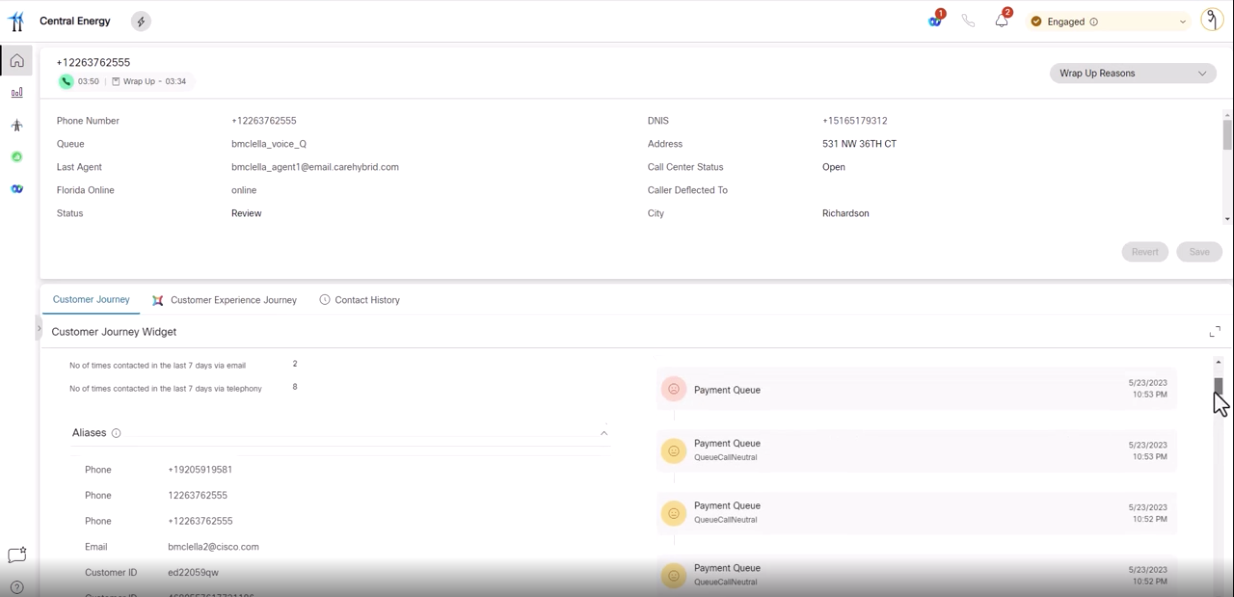 Central Energy
1
2
Engaged
+12263762555
03:50 | Wrap Up - 03:34
Wrap Up Reasons
Phone Number +12263762555 DNIS +15165179312
Queue bmclella_voice_Q Address 531 NW 36TH CT
Last Agent bmclella_agent1@email.carehybrid.com Call Center Status Open
Florida Online online Caller Deflected To
Status Review City Richardson
Revert Save
Customer Journey Customer Experience Journey Contact History
Customer Journey Widget
No of times contacted in the last 7 days via email 2
No of times contacted in the last 7 days via telephony 8
Aliases
Phone +19205919581
Phone 12263762555
Phone +12263762555
Email bmclella2@cisco.com
Customer ID ed22059qw
Customer ID
Payment Queue 5/23/2023
10:53 PM
Payment Queue 5/23/2023
QueueCallNeutral 10:53 PM
Payment Queue 5/23/2023
QueueCallNeutral 10:52 PM
Payment Queue 5/23/2023
QueueCallNeutral 10:52 PM